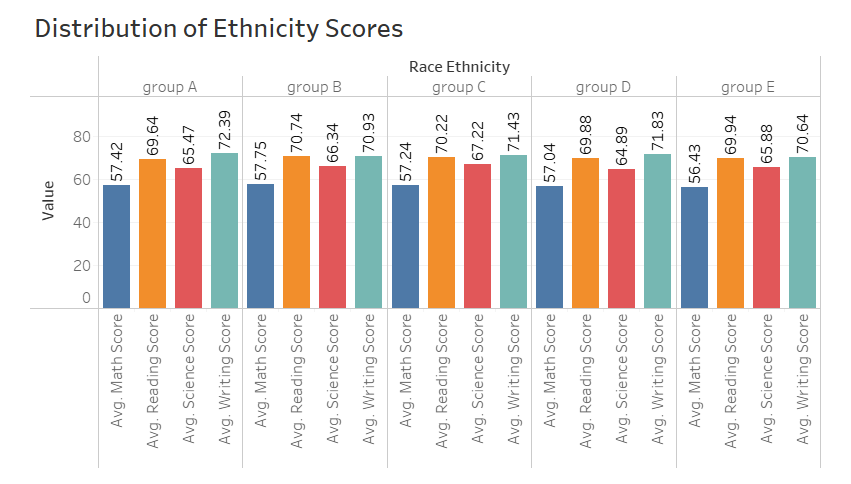 Distribution of Ethnicity Scores
Race Ethnicity
group A group B group C group D group E
Value
80
60
40
20
0
57.42 69.64 65.47 72.39 57.75 70.74 66.34 70.93 57.24 70.22 67.22 71.43 57.04 69.88 64.89 71.83 56.43 69.94 65.88 70.64
Avg. Math Score
Avg. Reading Score
Avg. Science Score
Avg. Writing Score
Avg. Math Score
Avg. Reading Score
Avg. Science Score
Avg. Writing Score
Avg. Math Score
Avg. Reading Score
Avg. Science Score
Avg. Writing Score
Avg. Math Score
Avg. Reading Score
Avg. Science Score
Avg. Writing Score
Avg. Math Score
Avg. Reading Score
Avg. Science Score
Avg. Writing Score